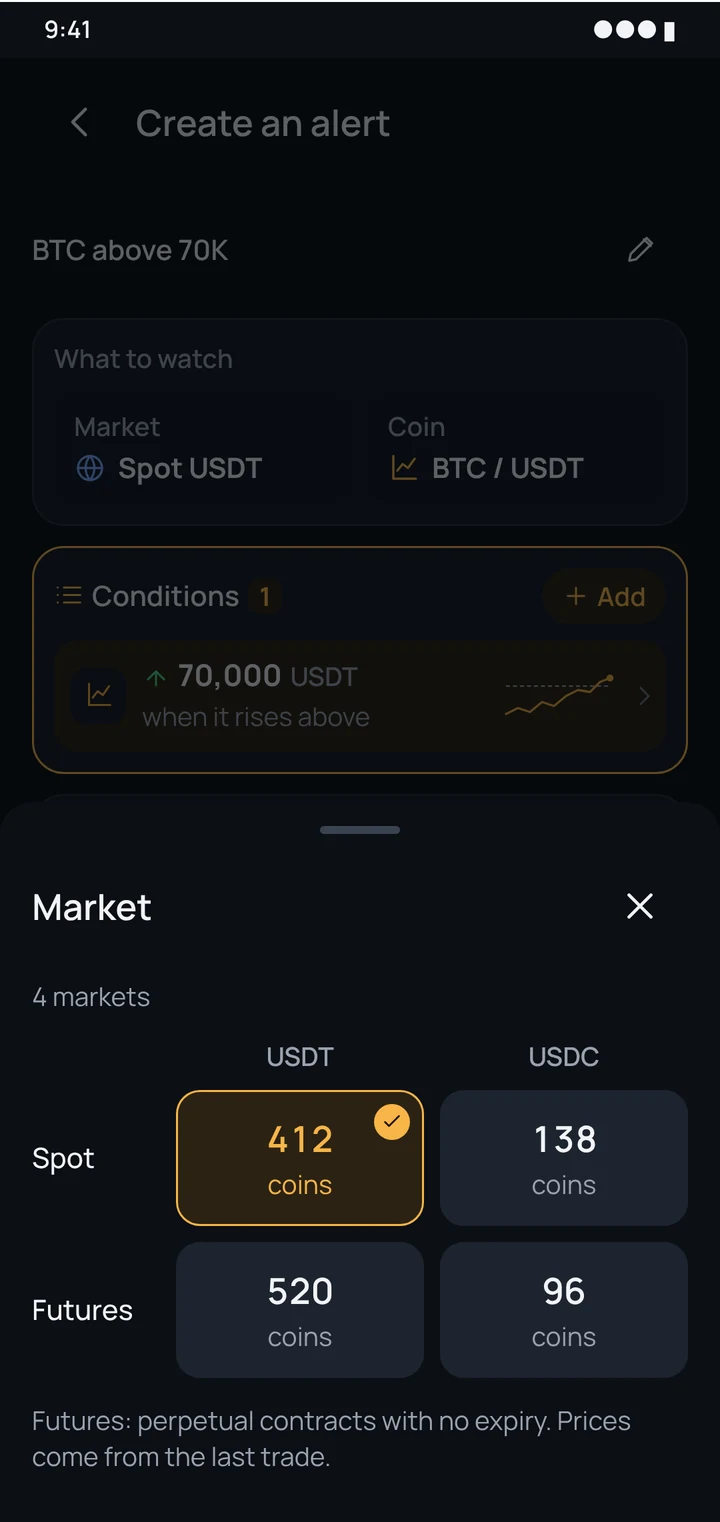 9:41
Create an alert
BTC above 70K
What to watch
Market
Coin
Spot USDT
BTC / USDT
Conditions 1
+ Add
70,000 USDT
when it rises above
Market
4 markets
USDT
USDC
Spot
412
coins
138
coins
Futures
520
coins
96
coins
Futures: perpetual contracts with no expiry. Prices
come from the last trade.